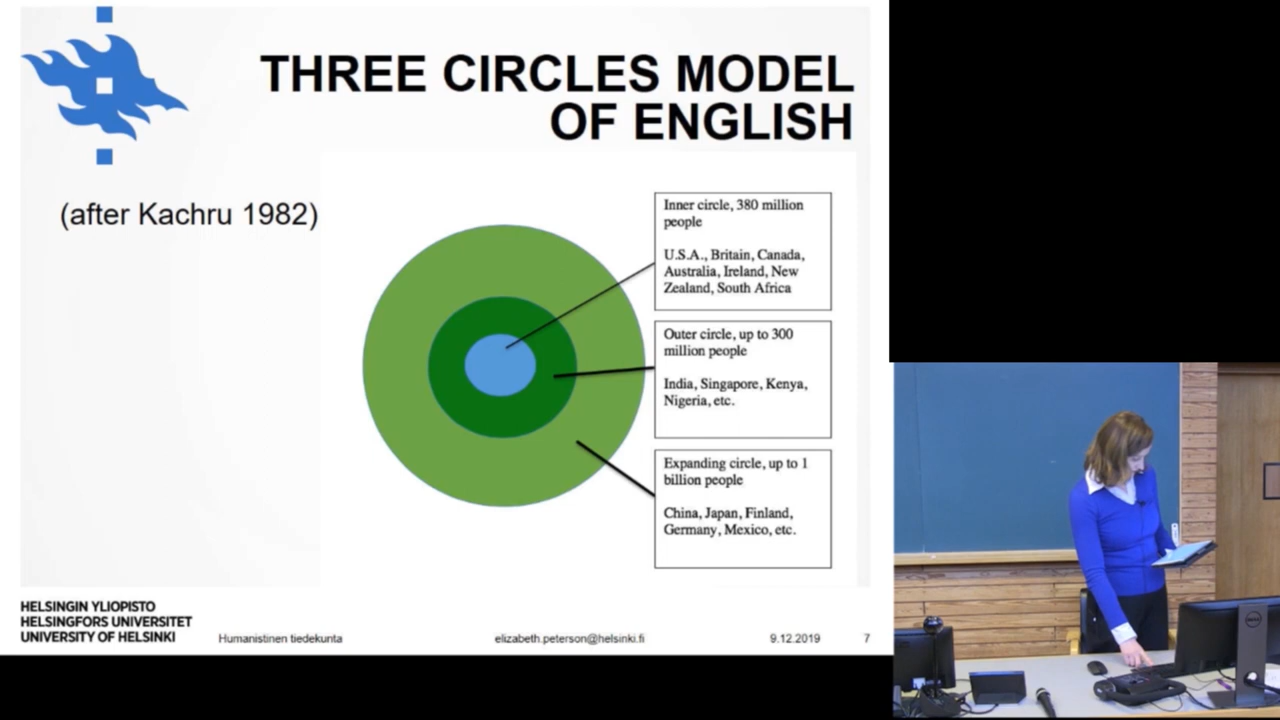 THREE CIRCLES MODEL
OF ENGLISH
(after Kachru 1982)
Inner circle, 380 million
people
U.S.A., Britain, Canada,
Australia, Ireland, New
Zealand, South Africa
Outer circle, up to 300
million people
India, Singapore, Kenya,
Nigeria, etc.
Expanding circle, up to 1
billion people
China, Japan, Finland,
Germany, Mexico, etc.
HELSINGIN YLIOPISTO
HELSINGFORS UNIVERSITET
UNIVERSITY OF HELSINKI
Humanistinen tiedekunta
elizabeth.peterson@helsinki.fi
9.12.2019
7
DELL